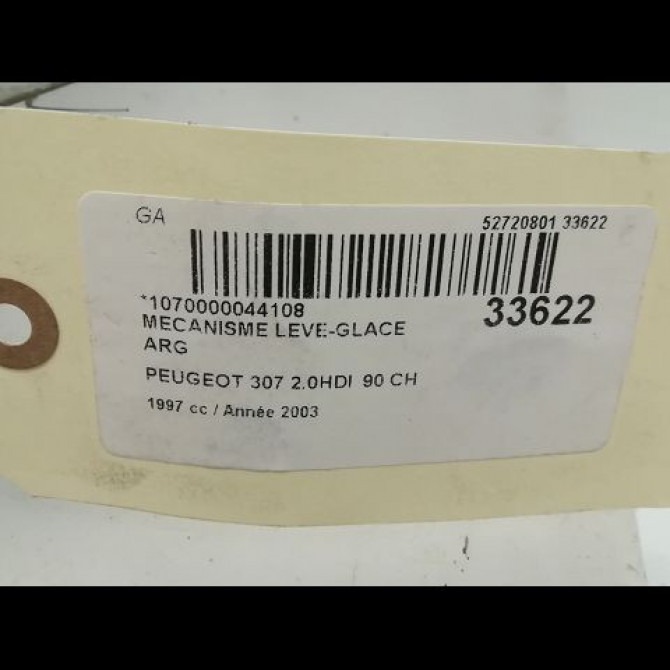 GA
52720801 33622
*1070000044108
33622
MECANISME LEVE-GLACE
ARG
PEUGEOT 307 2.0HDI 90 CH
1997 cc / Année 2003